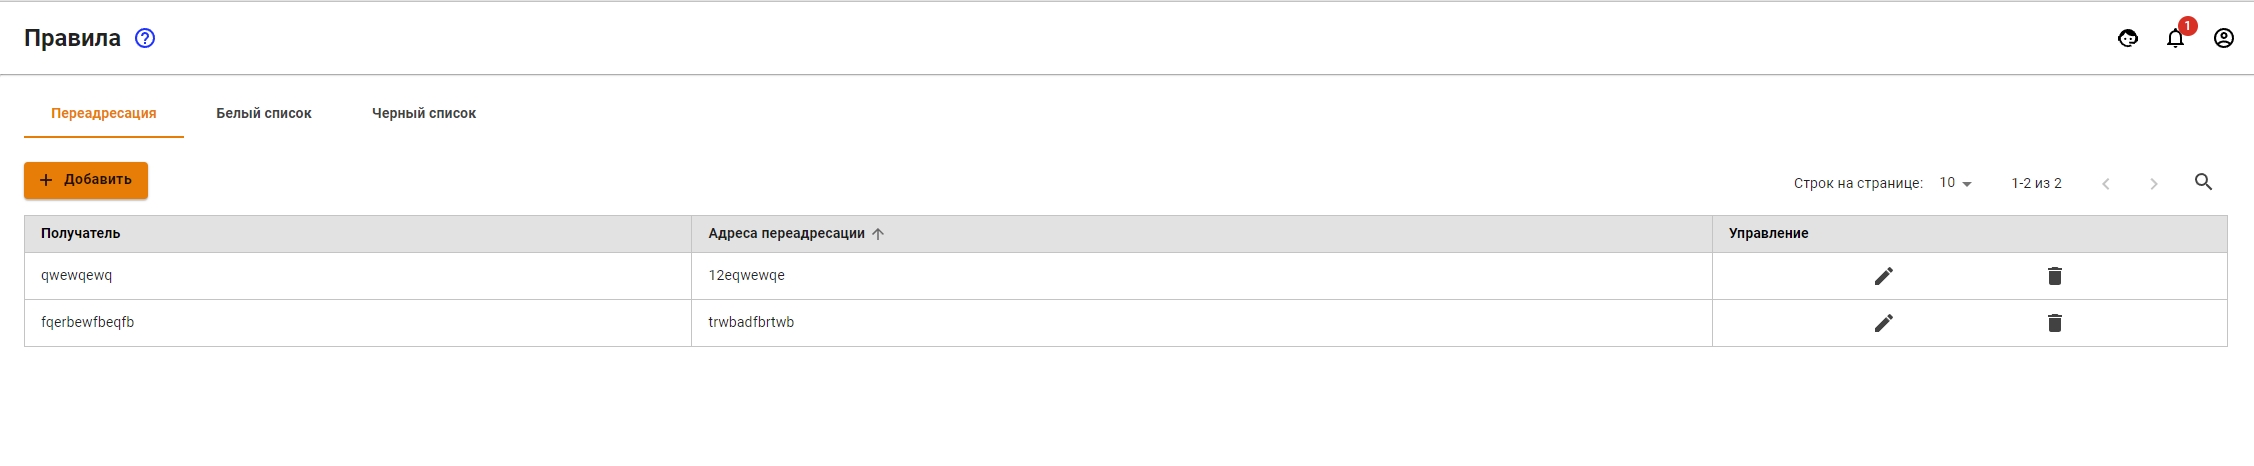 Правила
1
Переадресация Белый список Черный список
Добавить
Строк на странице: 10 1-2 из 2
Получатель Адреса переадресации Управление
qwewqewq 12eqwewqe
fqerbewfbeqfb trwbadfbrtwb